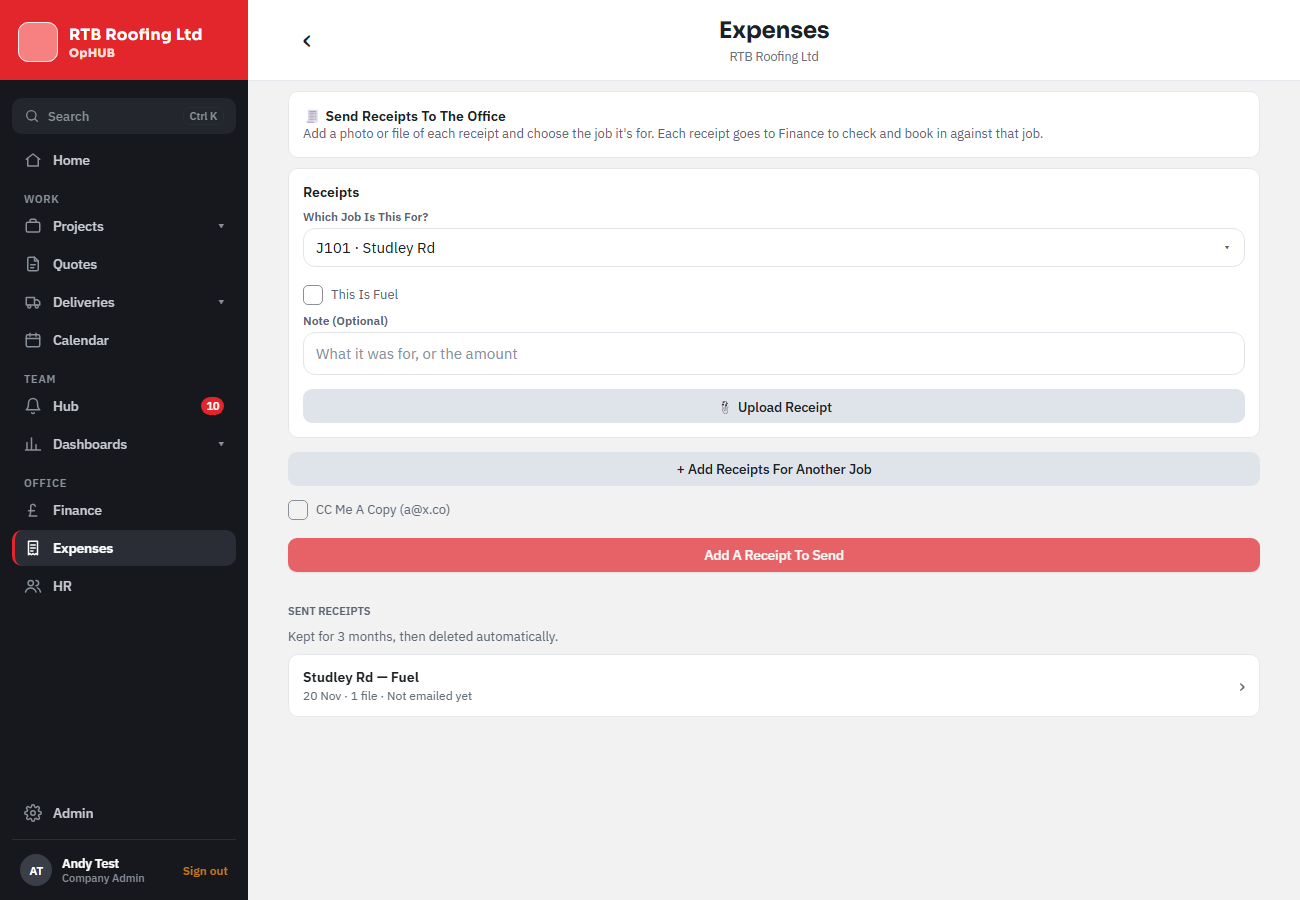 RTB Roofing Ltd
OpHUB
Search
Ctrl K
Home
WORK
Projects
Quotes
Deliveries
Calendar
TEAM
Hub
10
Dashboards
OFFICE
Finance
Expenses
HR
Admin
AT
Andy Test
Company Admin
Sign out
Expenses
RTB Roofing Ltd
Send Receipts To The Office
Add a photo or file of each receipt and choose the job it's for. Each receipt goes to Finance to check and book in against that job.
Receipts
Which Job Is This For?
J101 · Studley Rd
This Is Fuel
Note (Optional)
What it was for, or the amount
Upload Receipt
+ Add Receipts For Another Job
CC Me A Copy (a@x.co)
Add A Receipt To Send
SENT RECEIPTS
Kept for 3 months, then deleted automatically.
Studley Rd — Fuel
20 Nov · 1 file · Not emailed yet